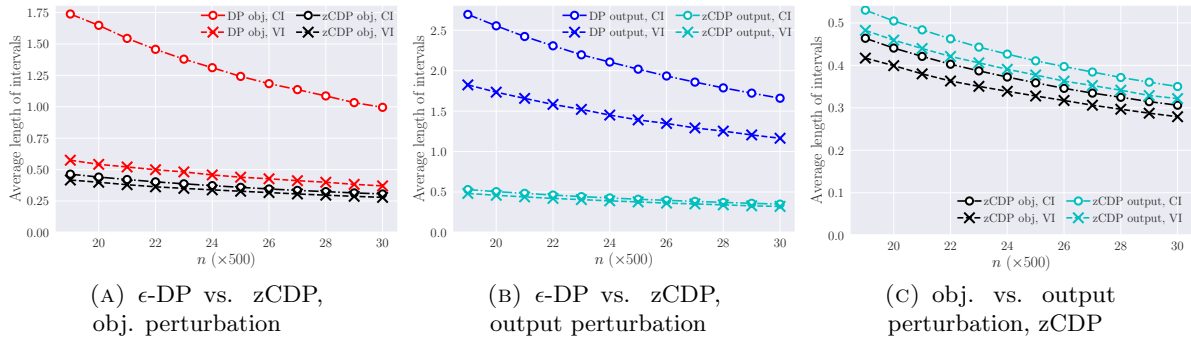 Average length of intervals
1.75
1.50
1.25
1.00
0.75
0.50
0.25
0.00
DP obj, CI
DP obj, VI
zCDP obj, CI
zCDP obj, VI
20 22 24 26 28 30
n (×500)
(A) ϵ-DP vs. zCDP,
obj. perturbation
Average length of intervals
2.5
2.0
1.5
1.0
0.5
0.0
DP output, CI
DP output, VI
zCDP output, CI
zCDP output, VI
20 22 24 26 28 30
n (×500)
(B) ϵ-DP vs. zCDP,
output perturbation
Average length of intervals
0.5
0.4
0.3
0.2
0.1
0.0
zCDP obj, CI
zCDP obj, VI
zCDP output, CI
zCDP output, VI
20 22 24 26 28 30
n (×500)
(C) obj. vs. output
perturbation, zCDP